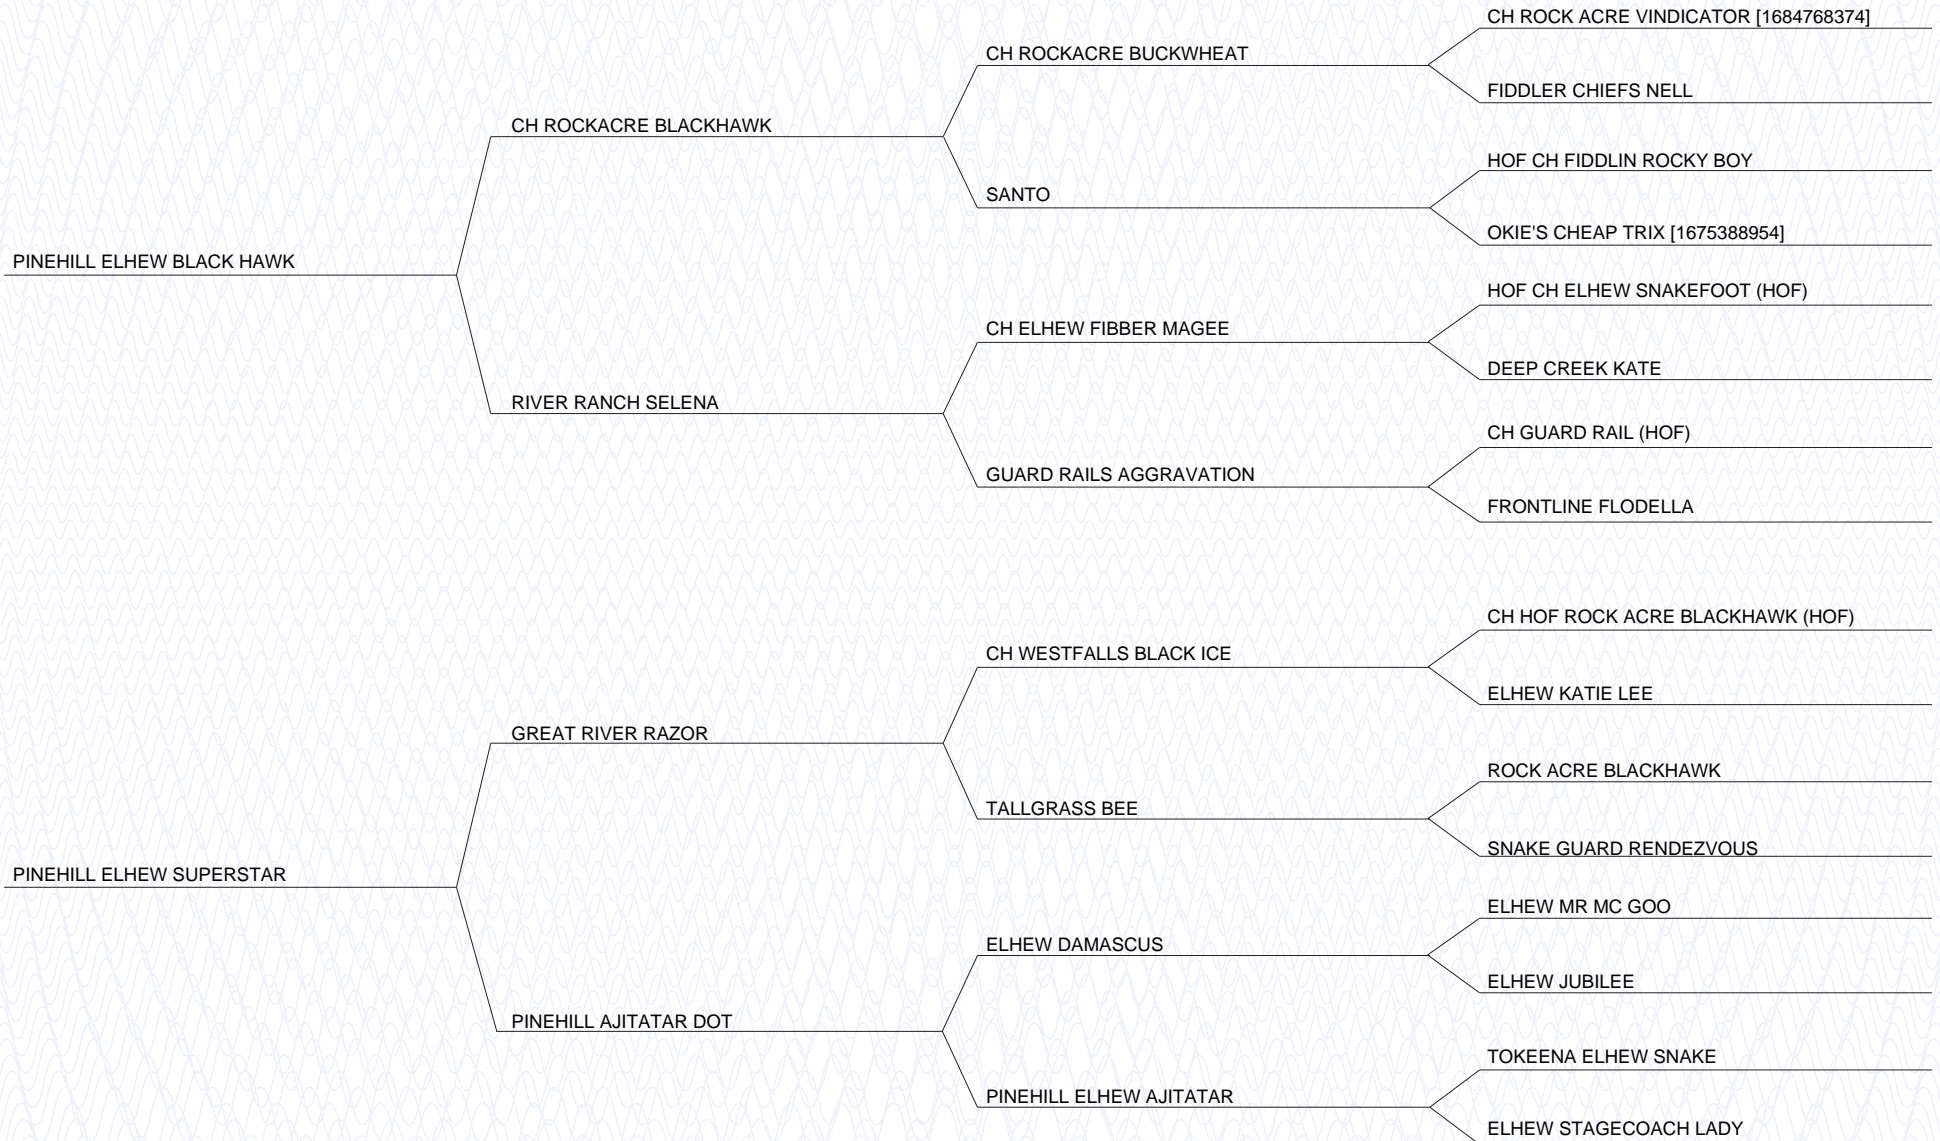 CH ROCK ACRE VINDICATOR [1684768374]
CH ROCKACRE BUCKWHEAT
FIDDLER CHIEFS NELL
CH ROCKACRE BLACKHAWK
HOF CH FIDDLIN ROCKY BOY
SANTO
OKIE'S CHEAP TRIX [1675388954]
PINEHILL ELHEW BLACK HAWK
HOF CH ELHEW SNAKEFOOT (HOF)
CH ELHEW FIBBER MAGEE
DEEP CREEK KATE
RIVER RANCH SELENA
CH GUARD RAIL (HOF)
GUARD RAILS AGGRAVATION
FRONTLINE FLODELLA
CH HOF ROCK ACRE BLACKHAWK (HOF)
CH WESTFALLS BLACK ICE
ELHEW KATIE LEE
GREAT RIVER RAZOR
ROCK ACRE BLACKHAWK
TALLGRASS BEE
SNAKE GUARD RENDEZVOUS
PINEHILL ELHEW SUPERSTAR
ELHEW MR MC GOO
ELHEW DAMASCUS
ELHEW JUBILEE
PINEHILL AJITATAR DOT
TOKEENA ELHEW SNAKE
PINEHILL ELHEW AJITATAR
ELHEW STAGECOACH LADY